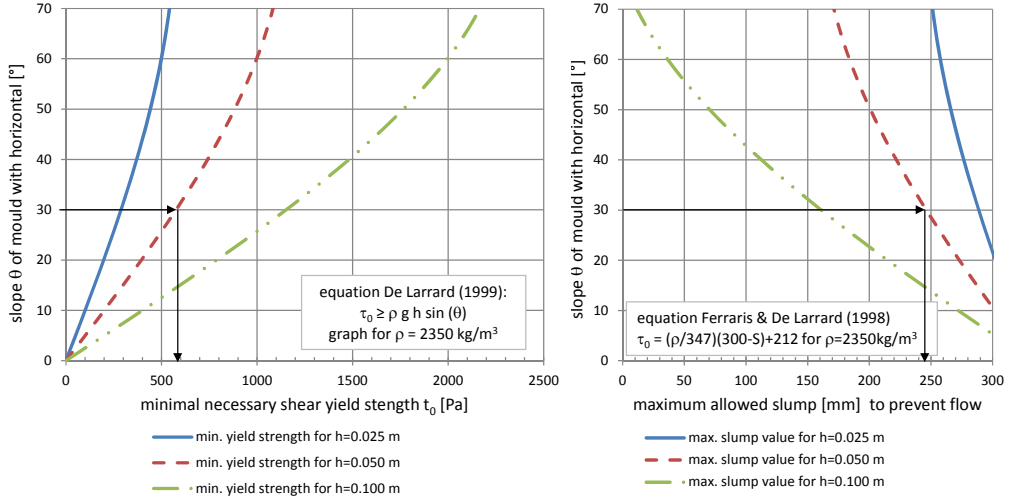 slope θ of mould with horizontal [°]
70
60
50
40
30
20
10
0
equation De Larrard (1999):
τ₀ ≥ ρ g h sin (θ)
graph for ρ = 2350 kg/m³
0 500 1000 1500 2000 2500
minimal necessary shear yield stength t₀ [Pa]
min. yield strength for h=0.025 m
min. yield strength for h=0.050 m
min. yield strength for h=0.100 m
slope θ of mould with horizontal [°]
70
60
50
40
30
20
10
0
equation Ferraris & De Larrard (1998)
τ₀ = (ρ/347)(300-S)+212 for ρ=2350kg/m³
0 50 100 150 200 250 300
maximum allowed slump [mm] to prevent flow
max. slump value for h=0.025 m
max. slump value for h=0.050 m
max. slump value for h=0.100 m